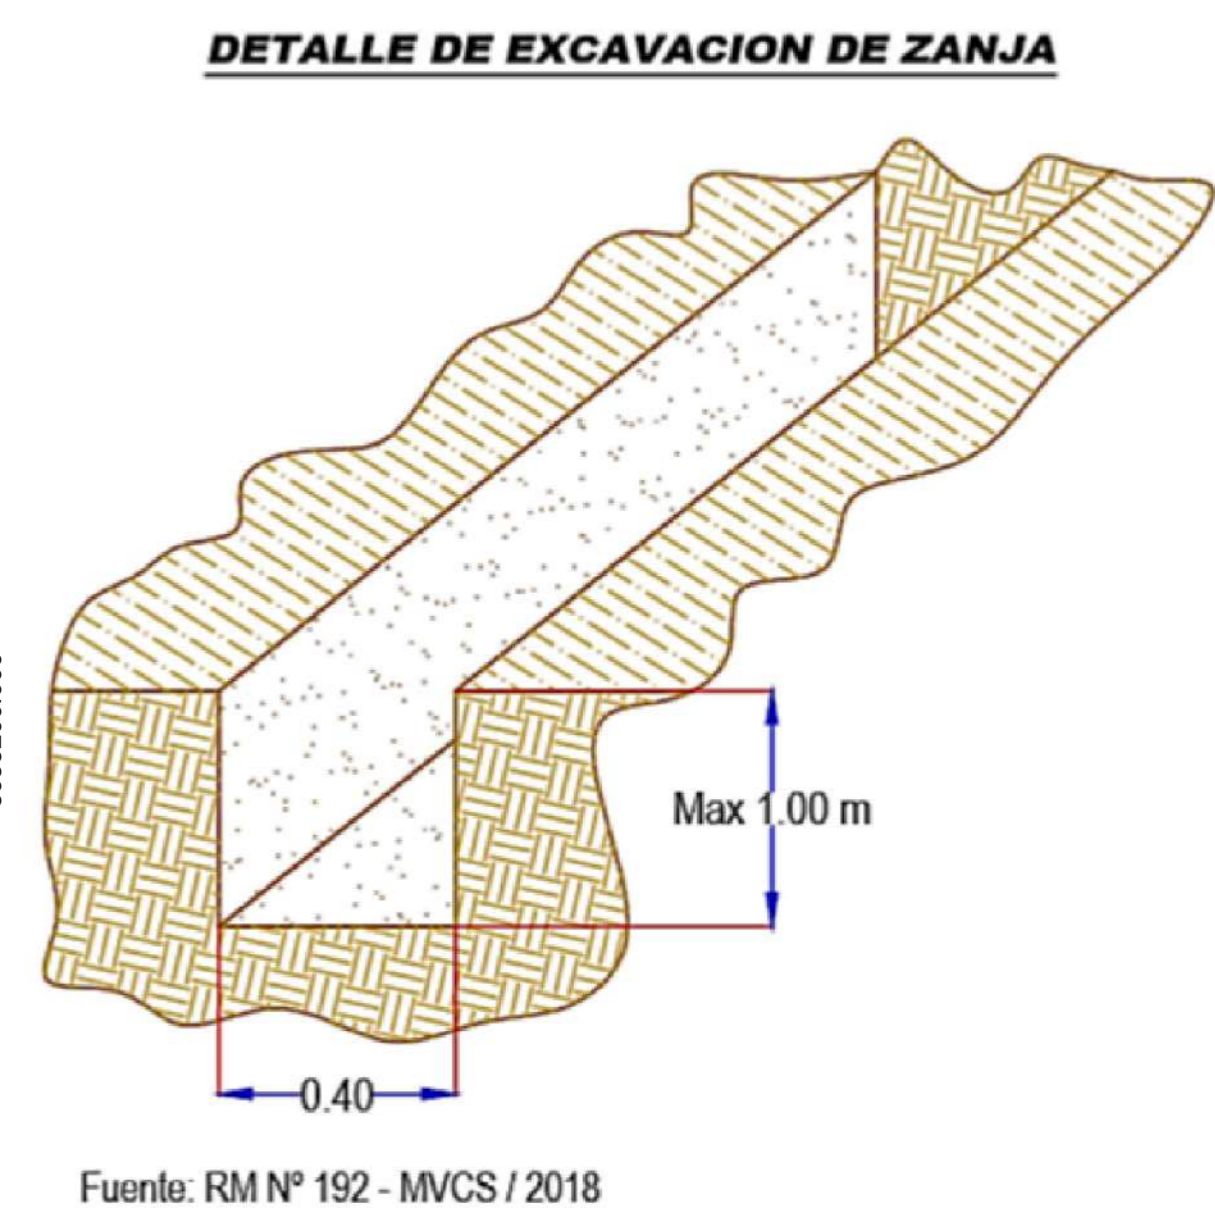 DETALLE DE EXCAVACION DE ZANJA
Max 1.00 m
0.40
Fuente: RM Nº 192 - MVCS / 2018